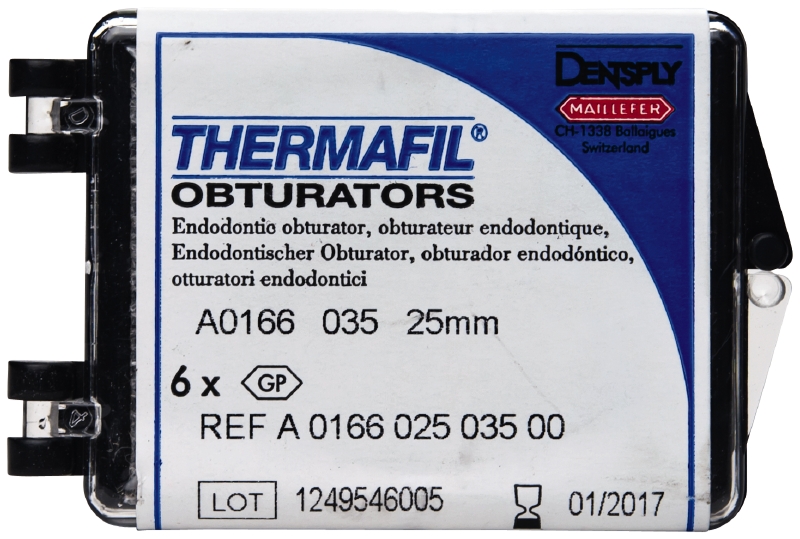 DENTSPLY
MAILLEFER
CH-1338 Ballaigues
Switzerland
THERMAFIL®
OBTURATORS
Endodontic obturator, obturateur endodontique,
Endodontischer Obturator, obturador endodóntico,
otturatori endodontici
A0166 035 25mm
6 x GP
REF A 0166 025 035 00
LOT 1249546005 01/2017